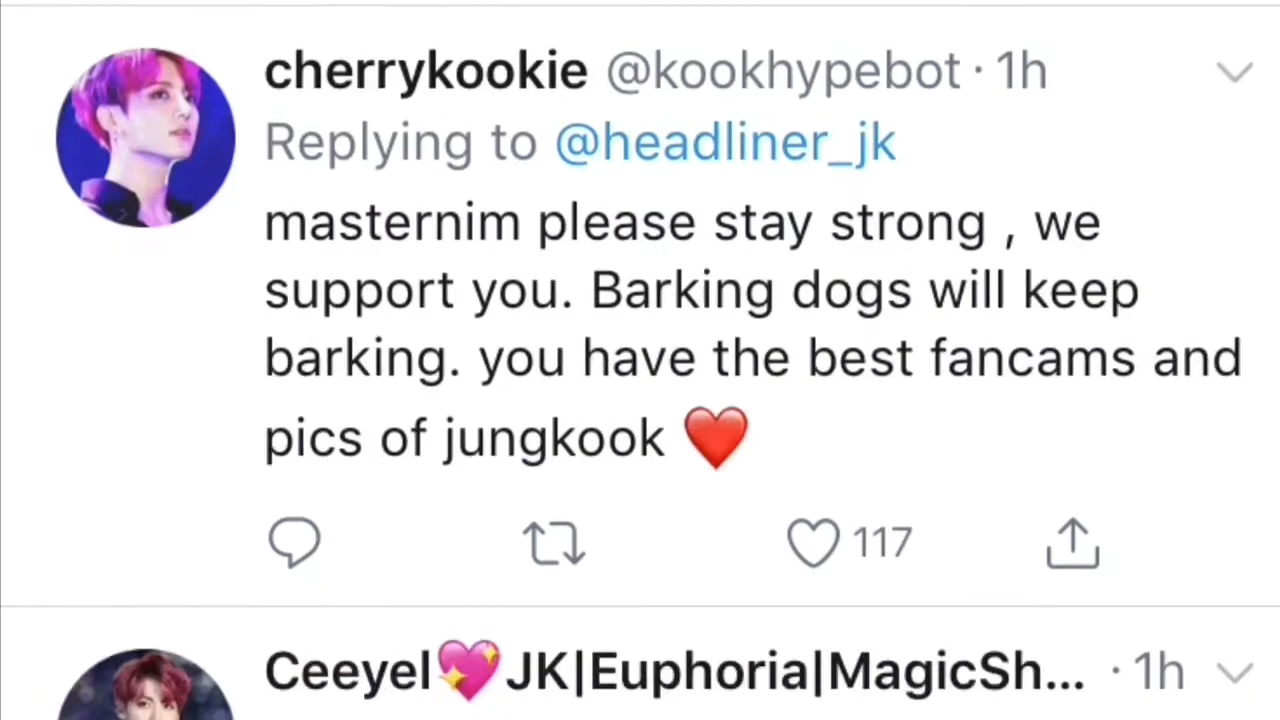 cherrykookie @kookhypebot · 1h
Replying to @headliner_jk
masternim please stay strong , we
support you. Barking dogs will keep
barking. you have the best fancams and
pics of jungkook ❤️
117
Ceeyel💖JK|Euphoria|MagicSh... · 1h